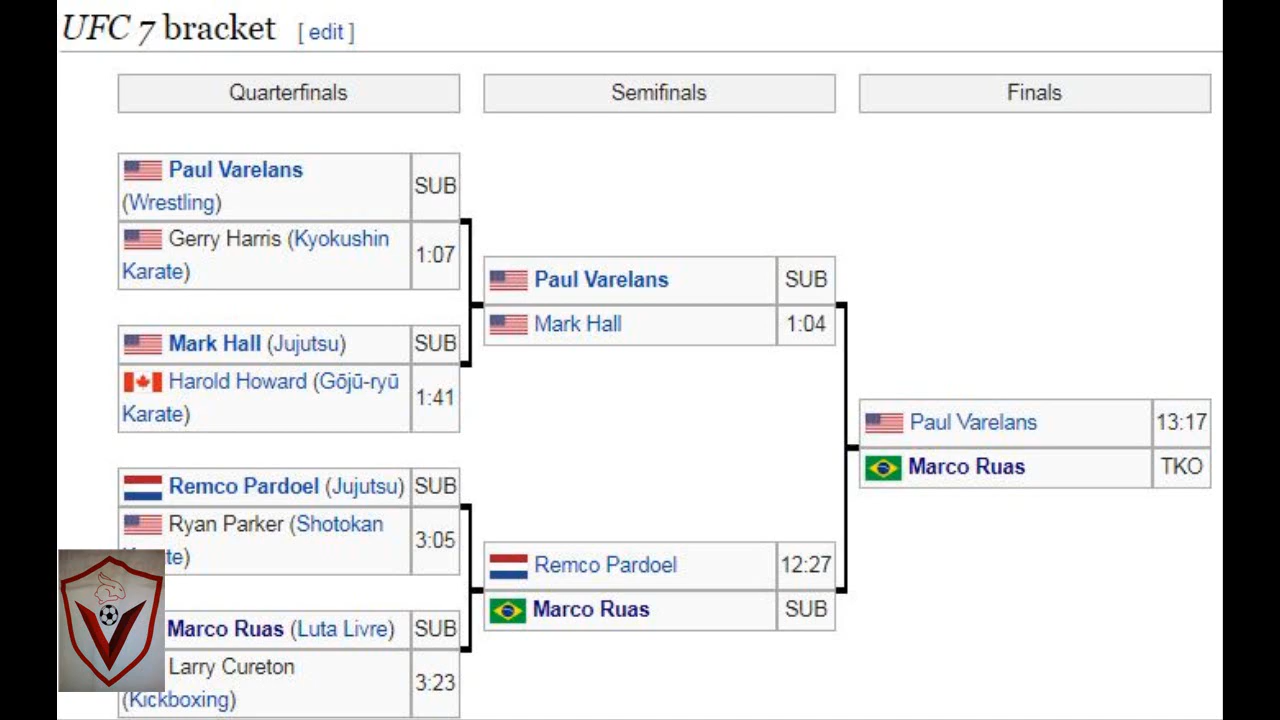 UFC 7 bracket [ edit ]
Quarterfinals
Semifinals
Finals
Paul Varelans
(Wrestling)
SUB
Gerry Harris (Kyokushin
Karate)
1:07
Mark Hall (Jujutsu)
SUB
Harold Howard (Gōjū-ryū
Karate)
1:41
Remco Pardoel (Jujutsu)
SUB
Ryan Parker (Shotokan
te)
3:05
Marco Ruas (Luta Livre)
SUB
Larry Cureton
(Kickboxing)
3:23
Paul Varelans
SUB
Mark Hall
1:04
Remco Pardoel
12:27
Marco Ruas
SUB
Paul Varelans
13:17
Marco Ruas
TKO